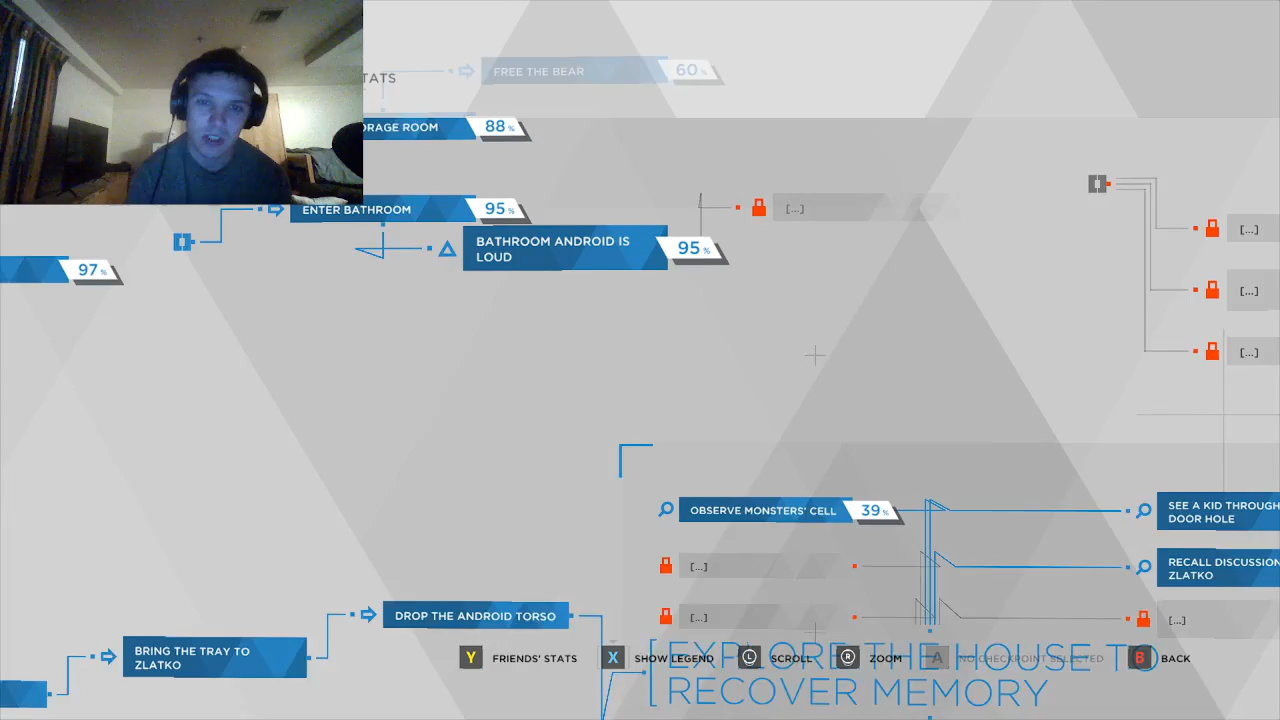 FREE THE BEAR
60%
TATS
ORAGE ROOM
88%
ENTER BATHROOM
95%
[...]
BATHROOM ANDROID IS
LOUD
95%
97%
[...]
[...]
[...]
OBSERVE MONSTERS' CELL
39%
SEE A KID THROUGH
DOOR HOLE
[...]
RECALL DISCUSSION
ZLATKO
[...]
[...]
DROP THE ANDROID TORSO
BRING THE TRAY TO
ZLATKO
Y FRIENDS' STATS X SHOW LEGEND L SCROLL R ZOOM A NO CHECKPOINT SELECTED B BACK
[EXPLORE THE HOUSE TO
RECOVER MEMORY